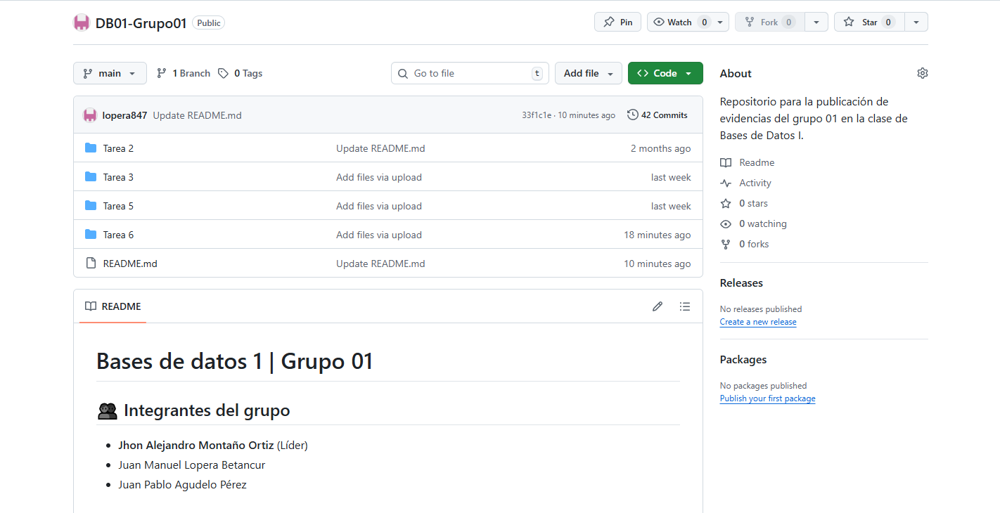 DB01-Grupo01 Public Pin Watch 0 Fork 0 Star 0
main 1 Branch 0 Tags Go to file t Add file Code
lopera847 Update README.md 33f1c1e · 10 minutes ago 42 Commits
Tarea 2 Update README.md 2 months ago
Tarea 3 Add files via upload last week
Tarea 5 Add files via upload last week
Tarea 6 Add files via upload 18 minutes ago
README.md Update README.md 10 minutes ago
README
Bases de datos 1 | Grupo 01
Integrantes del grupo
• Jhon Alejandro Montaño Ortiz (Líder)
• Juan Manuel Lopera Betancur
• Juan Pablo Agudelo Pérez
About
Repositorio para la publicación de
evidencias del grupo 01 en la clase de
Bases de Datos I.
Readme
Activity
0 stars
0 watching
0 forks
Releases
No releases published
Create a new release
Packages
No packages published
Publish your first package